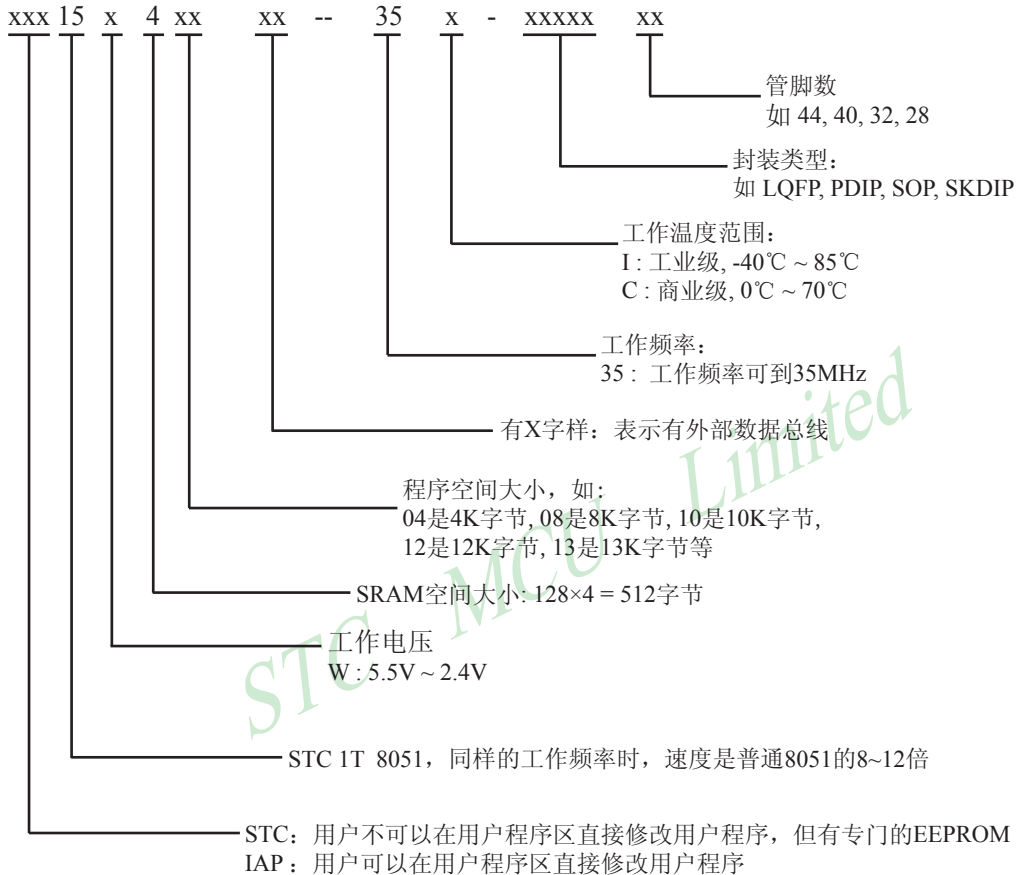 xxx 15 x 4 xx xx -- 35 x - xxxxx xx
管脚数
如 44, 40, 32, 28
封装类型：
如 LQFP, PDIP, SOP, SKDIP
工作温度范围：
I : 工业级, -40℃ ~ 85℃
C : 商业级, 0℃ ~ 70℃
工作频率：
35 : 工作频率可到35MHz
有X字样：表示有外部数据总线
程序空间大小，如:
04是4K字节, 08是8K字节, 10是10K字节,
12是12K字节, 13是13K字节等
SRAM空间大小: 128×4 = 512字节
工作电压
W : 5.5V ~ 2.4V
STC 1T 8051，同样的工作频率时，速度是普通8051的8~12倍
STC：用户不可以在用户程序区直接修改用户程序，但有专门的EEPROM
IAP：用户可以在用户程序区直接修改用户程序
STC MCU Limited